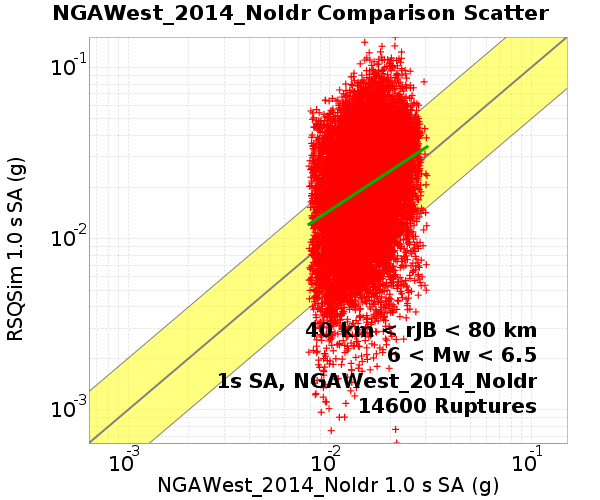 NGAWest_2014_NoIdr Comparison Scatter
RSQSim 1.0 s SA (g)
10-1
10-2
10-3
40 km < rJB < 80 km
6 < Mw < 6.5
1s SA, NGAWest_2014_NoIdr
14600 Ruptures
10-3 10-2 10-1
NGAWest_2014_NoIdr 1.0 s SA (g)